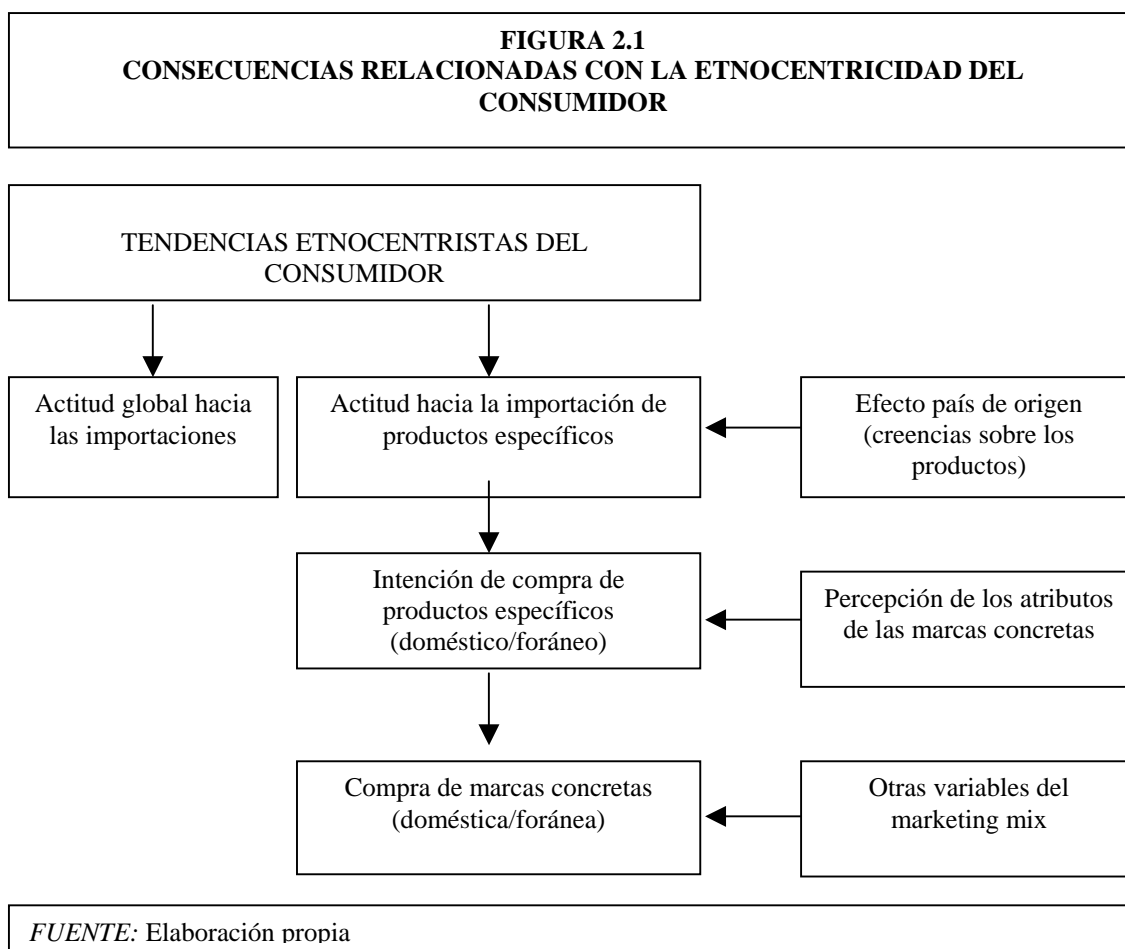 FIGURA 2.1
CONSECUENCIAS RELACIONADAS CON LA ETNOCENTRICIDAD DEL
CONSUMIDOR
TENDENCIAS ETNOCENTRISTAS DEL
CONSUMIDOR
Actitud global hacia
las importaciones
Actitud hacia la importación de
productos específicos
Efecto país de origen
(creencias sobre los
productos)
Intención de compra de
productos específicos
(doméstico/foráneo)
Percepción de los atributos
de las marcas concretas
Compra de marcas concretas
(doméstica/foránea)
Otras variables del
marketing mix
FUENTE: Elaboración propia